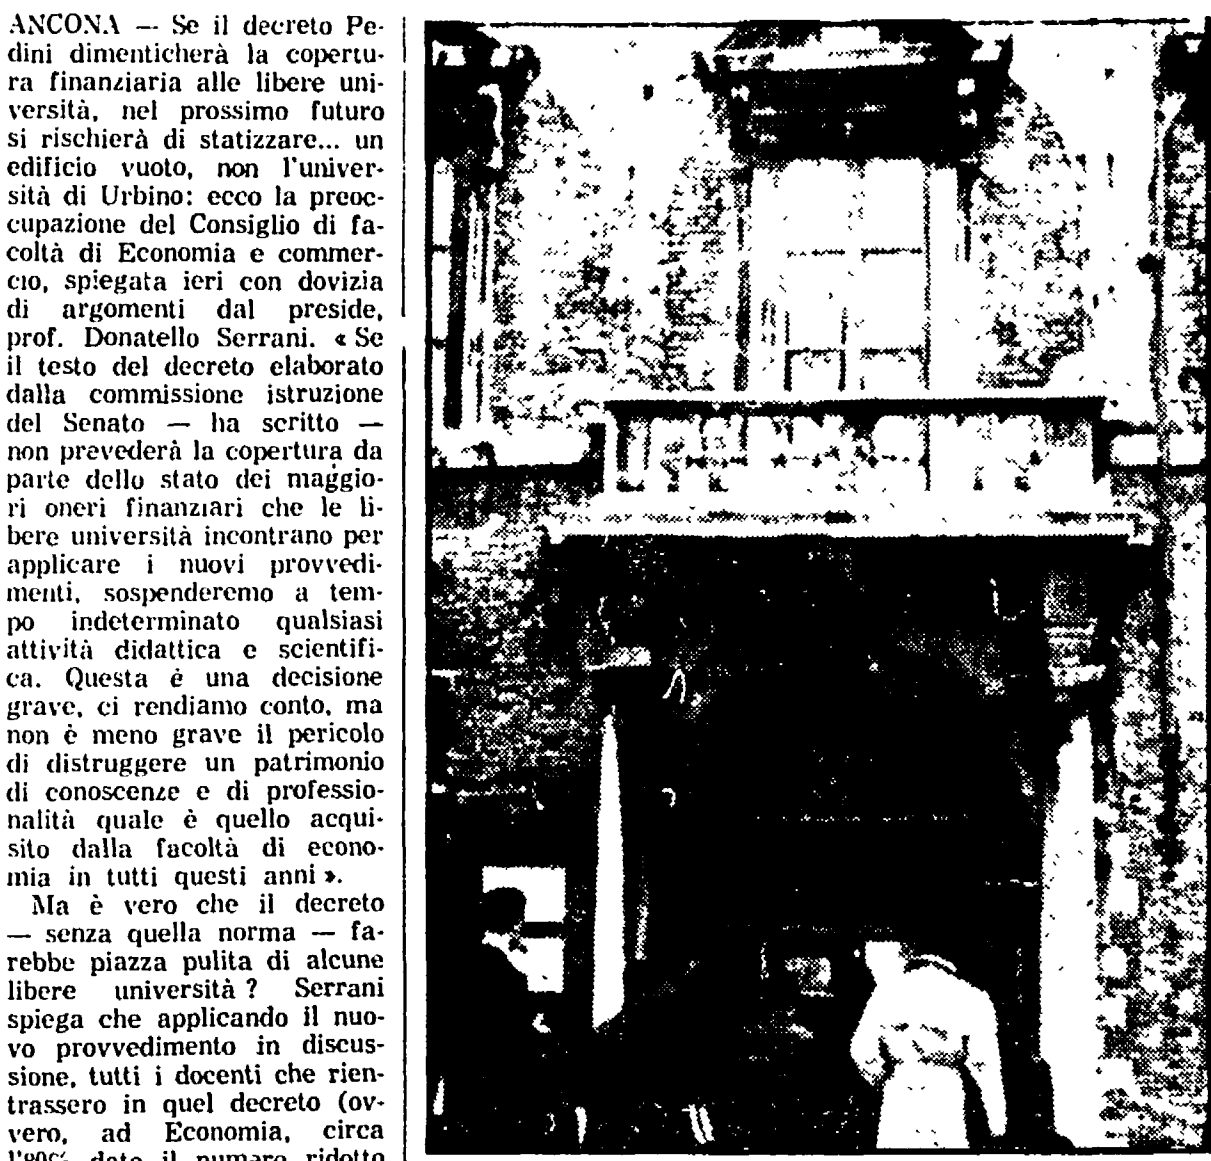 ANCONA — Se il decreto Pe-
dini dimenticherà la copertu-
ra finanziaria alle libere uni-
versità, nel prossimo futuro
si rischierà di statizzare... un
edificio vuoto, non l'univer-
sità di Urbino: ecco la preoc-
cupazione del Consiglio di fa-
coltà di Economia e commer-
cio, spiegata ieri con dovizia
di argomenti dal preside,
prof. Donatello Serrani. « Se
il testo del decreto elaborato
dalla commissione istruzione
del Senato — ha scritto —
non prevederà la copertura da
parte dello stato dei maggio-
ri oneri finanziari che le li-
bere università incontrano per
applicare i nuovi provvedi-
menti, sospenderemo a tem-
po indeterminato qualsiasi
attività didattica e scientifi-
ca. Questa è una decisione
grave, ci rendiamo conto, ma
non è meno grave il pericolo
di distruggere un patrimonio
di conoscenze e di professio-
nalità quale è quello acqui-
sito dalla facoltà di econo-
mia in tutti questi anni ».
Ma è vero che il decreto
— senza quella norma — fa-
rebbe piazza pulita di alcune
libere università ? Serrani
spiega che applicando il nuo-
vo provvedimento in discus-
sione, tutti i docenti che rien-
trassero in quel decreto (ov-
vero, ad Economia, circa
dato il numero ridotto